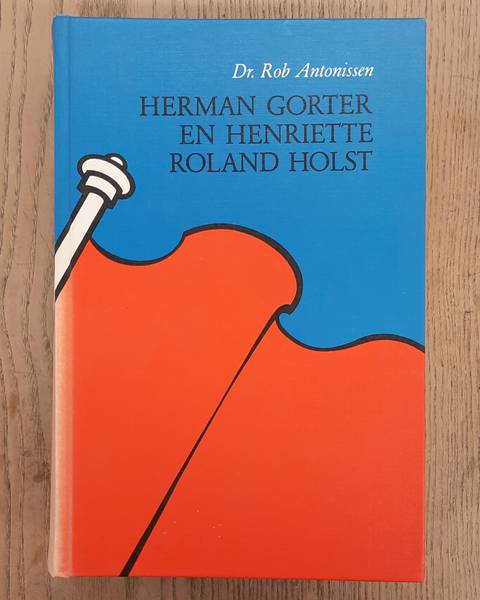 Dr. Rob Antonissen
HERMAN GORTER
EN HENRIETTE
ROLAND HOLST